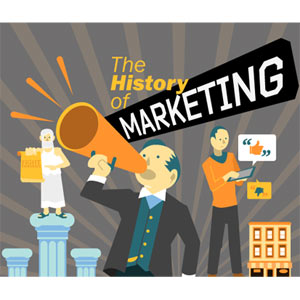 The
History
of
MARKETING